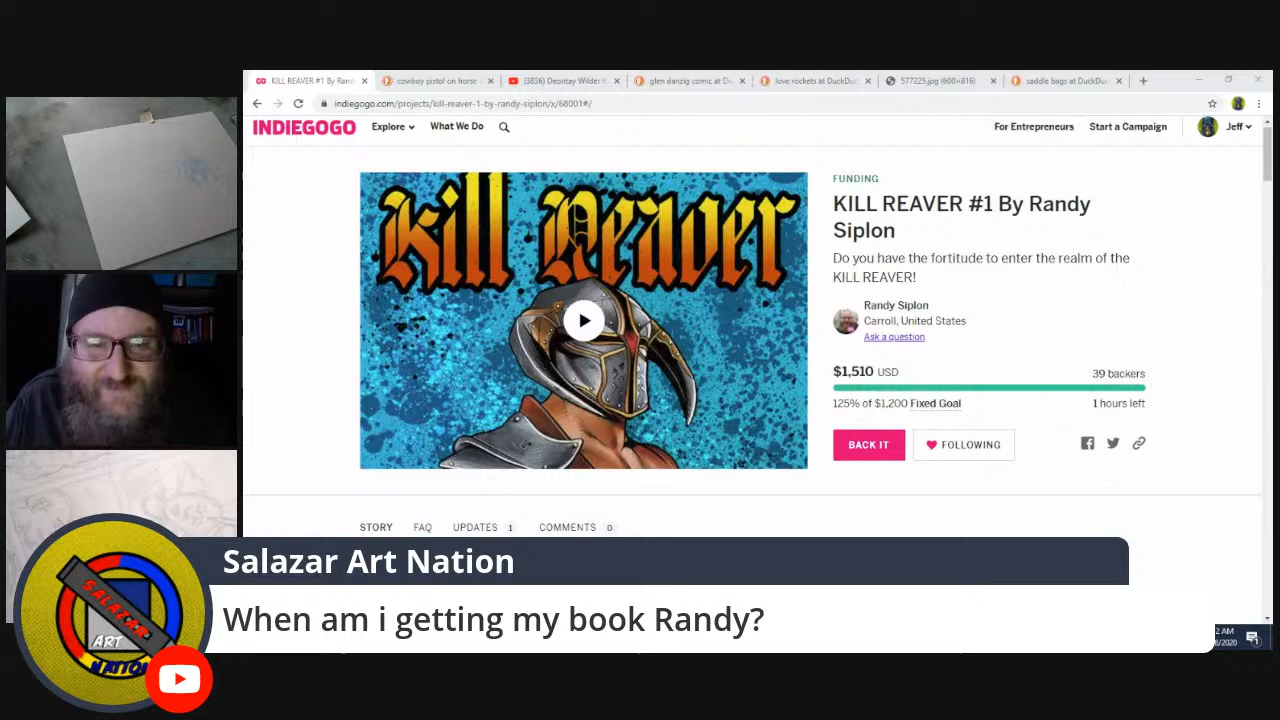 KILL REAVER #1 By Rand
cowboy pistol on horse
(3836) Deontay Wilder K
glen danzig comic at Du
love rockets at DuckDuc
577225.jpg (600×816)
saddle bags at DuckDu
indiegogo.com/projects/kill-reaver-1-by-randy-siplon/x/68001#/
INDIEGOGO
Explore
What We Do
For Entrepreneurs
Start a Campaign
Jeff
Kill Reaver
FUNDING
KILL REAVER #1 By Randy
Siplon
Do you have the fortitude to enter the realm of the
KILL REAVER!
Randy Siplon
Carroll, United States
Ask a question
$1,510 USD
39 backers
125% of $1,200 Fixed Goal
1 hours left
BACK IT
FOLLOWING
STORY
FAQ
UPDATES 1
COMMENTS 0
Salazar Art Nation
When am i getting my book Randy?
SALAZAR
ART
NATION
2 AM
/2020